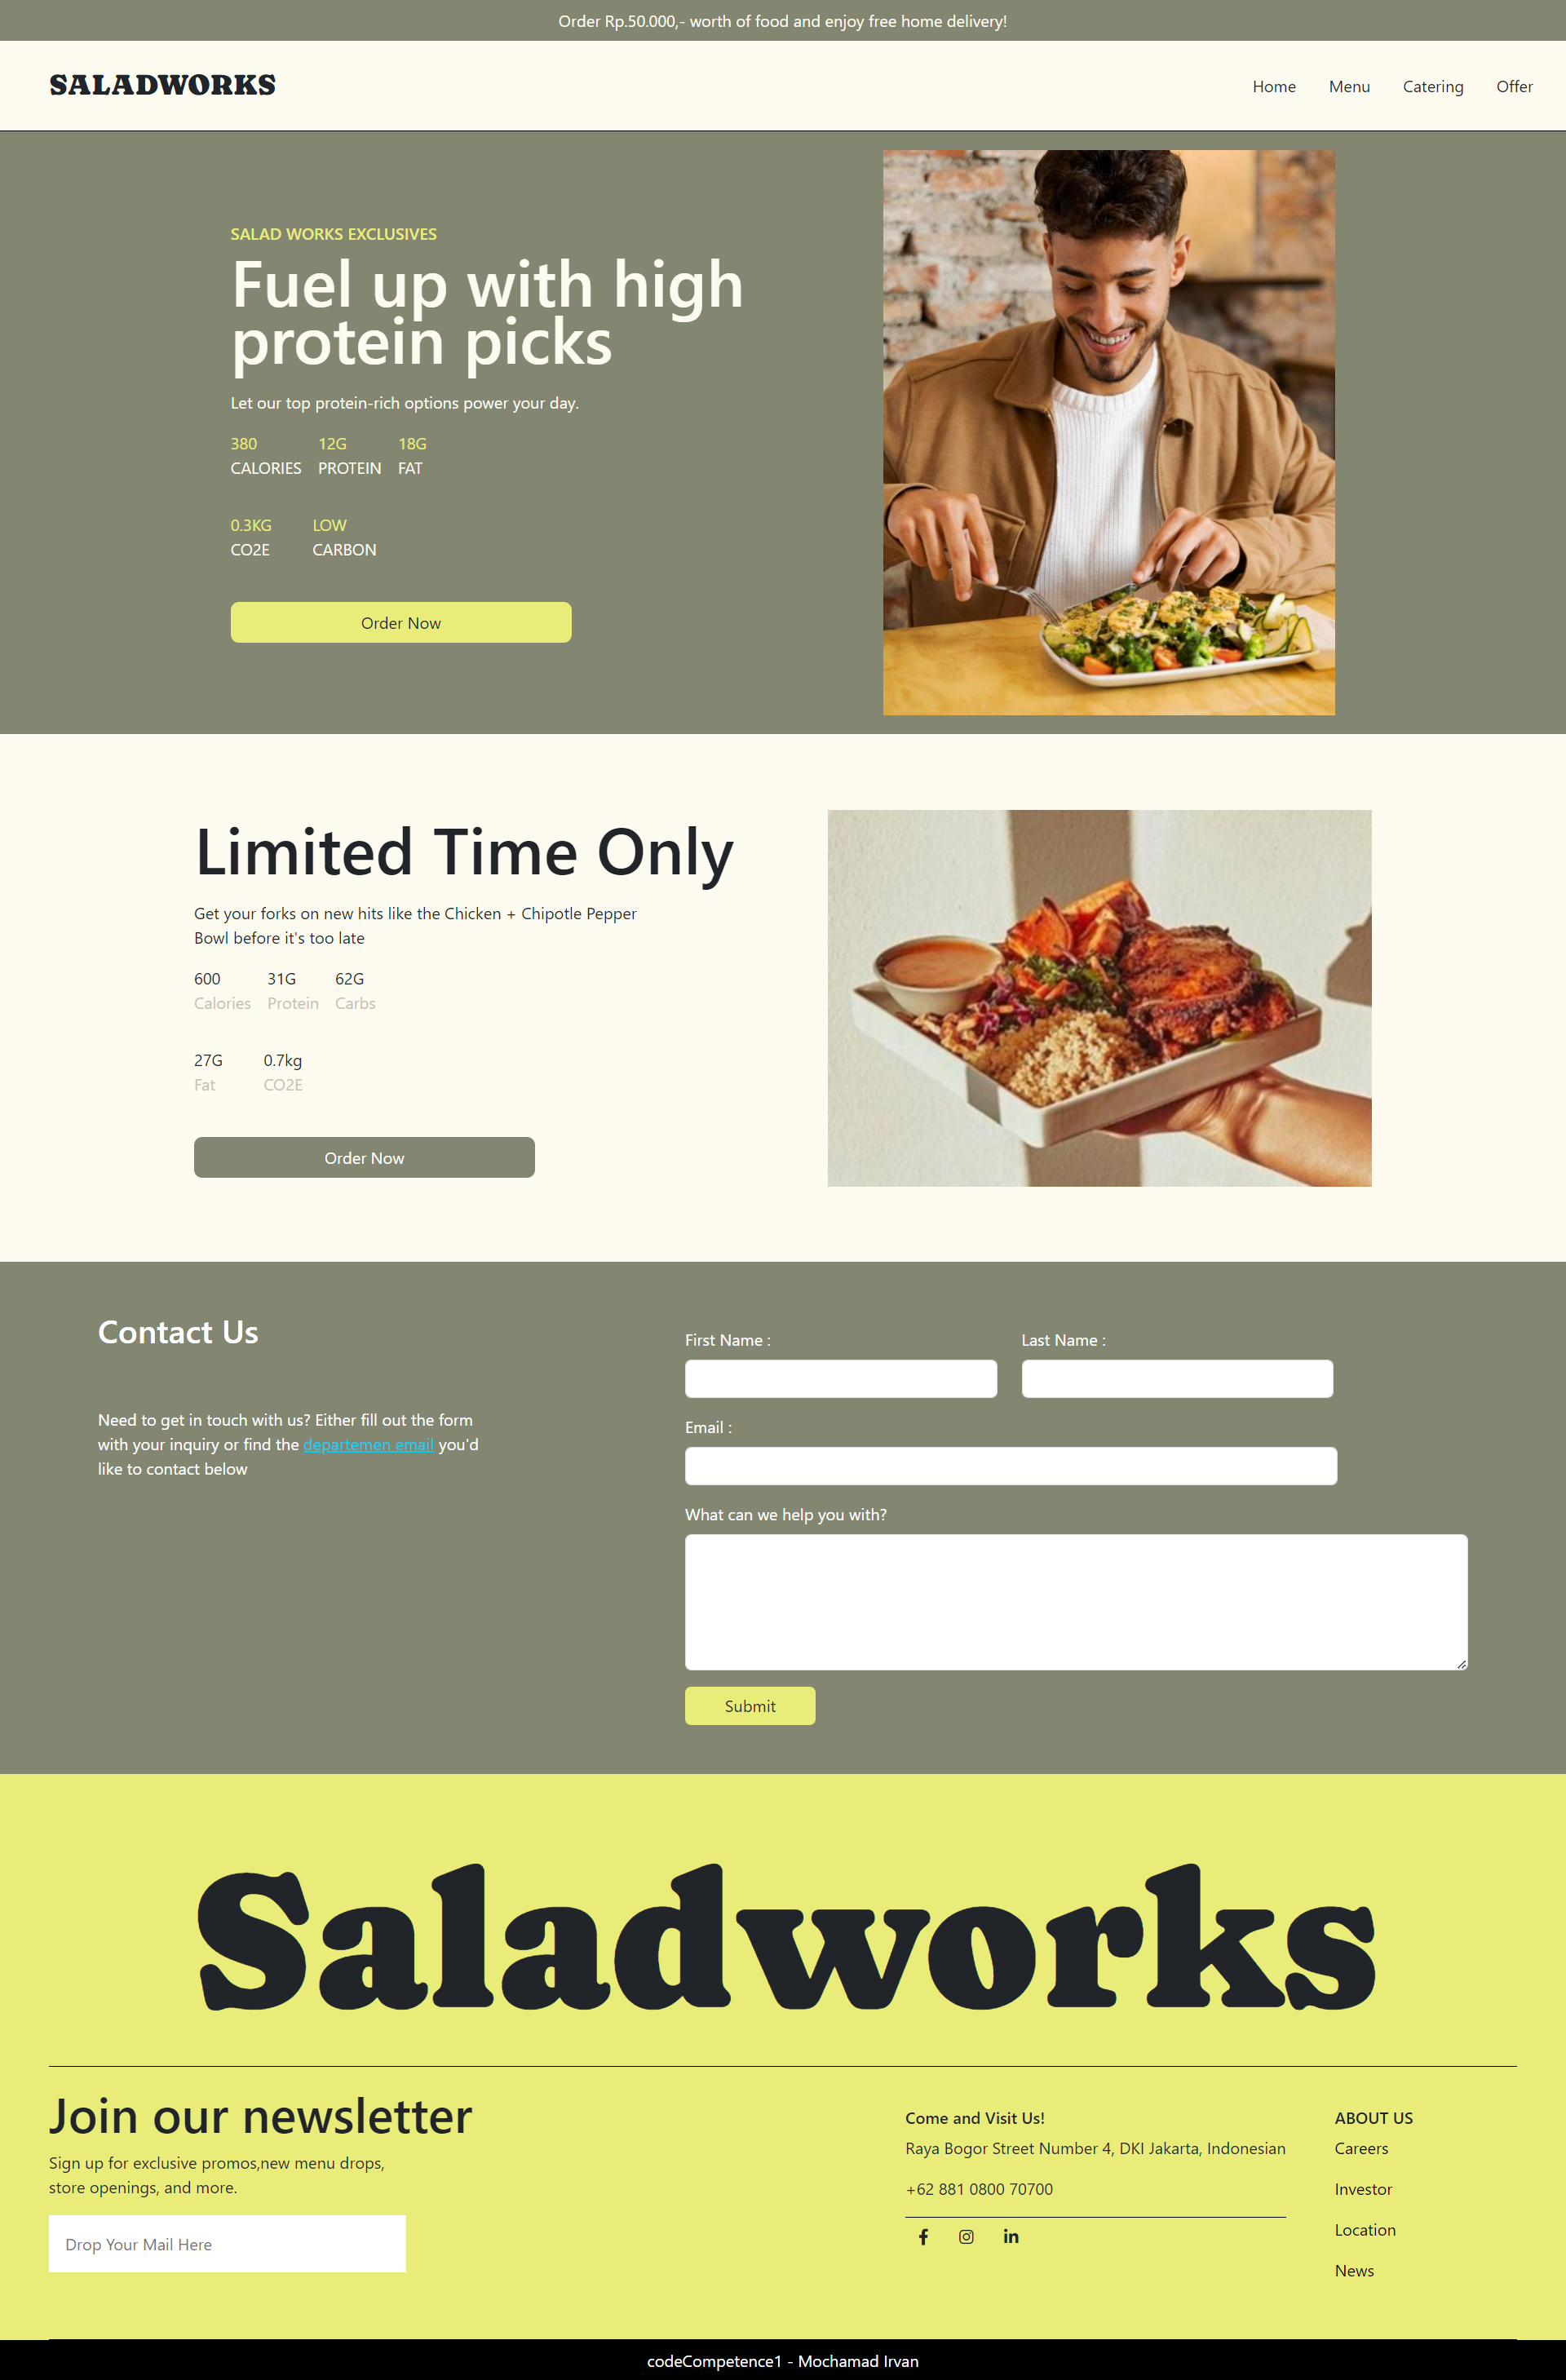 Order Rp.50.000,- worth of food and enjoy free home delivery!
SALADWORKS
Home Menu Catering Offer
SALAD WORKS EXCLUSIVES
Fuel up with high
protein picks
Let our top protein-rich options power your day.
380 12G 18G
CALORIES PROTEIN FAT
0.3KG LOW
CO2E CARBON
Order Now
Limited Time Only
Get your forks on new hits like the Chicken + Chipotle Pepper
Bowl before it's too late
600 31G 62G
Calories Protein Carbs
27G 0.7kg
Fat CO2E
Order Now
Contact Us
Need to get in touch with us? Either fill out the form
with your inquiry or find the departemen email you'd
like to contact below
First Name : Last Name :
Email :
What can we help you with?
Submit
Saladworks
Join our newsletter
Sign up for exclusive promos,new menu drops,
store openings, and more.
Drop Your Mail Here
Come and Visit Us!
Raya Bogor Street Number 4, DKI Jakarta, Indonesian
+62 881 0800 70700
ABOUT US
Careers
Investor
Location
News
codeCompetence1 - Mochamad Irvan